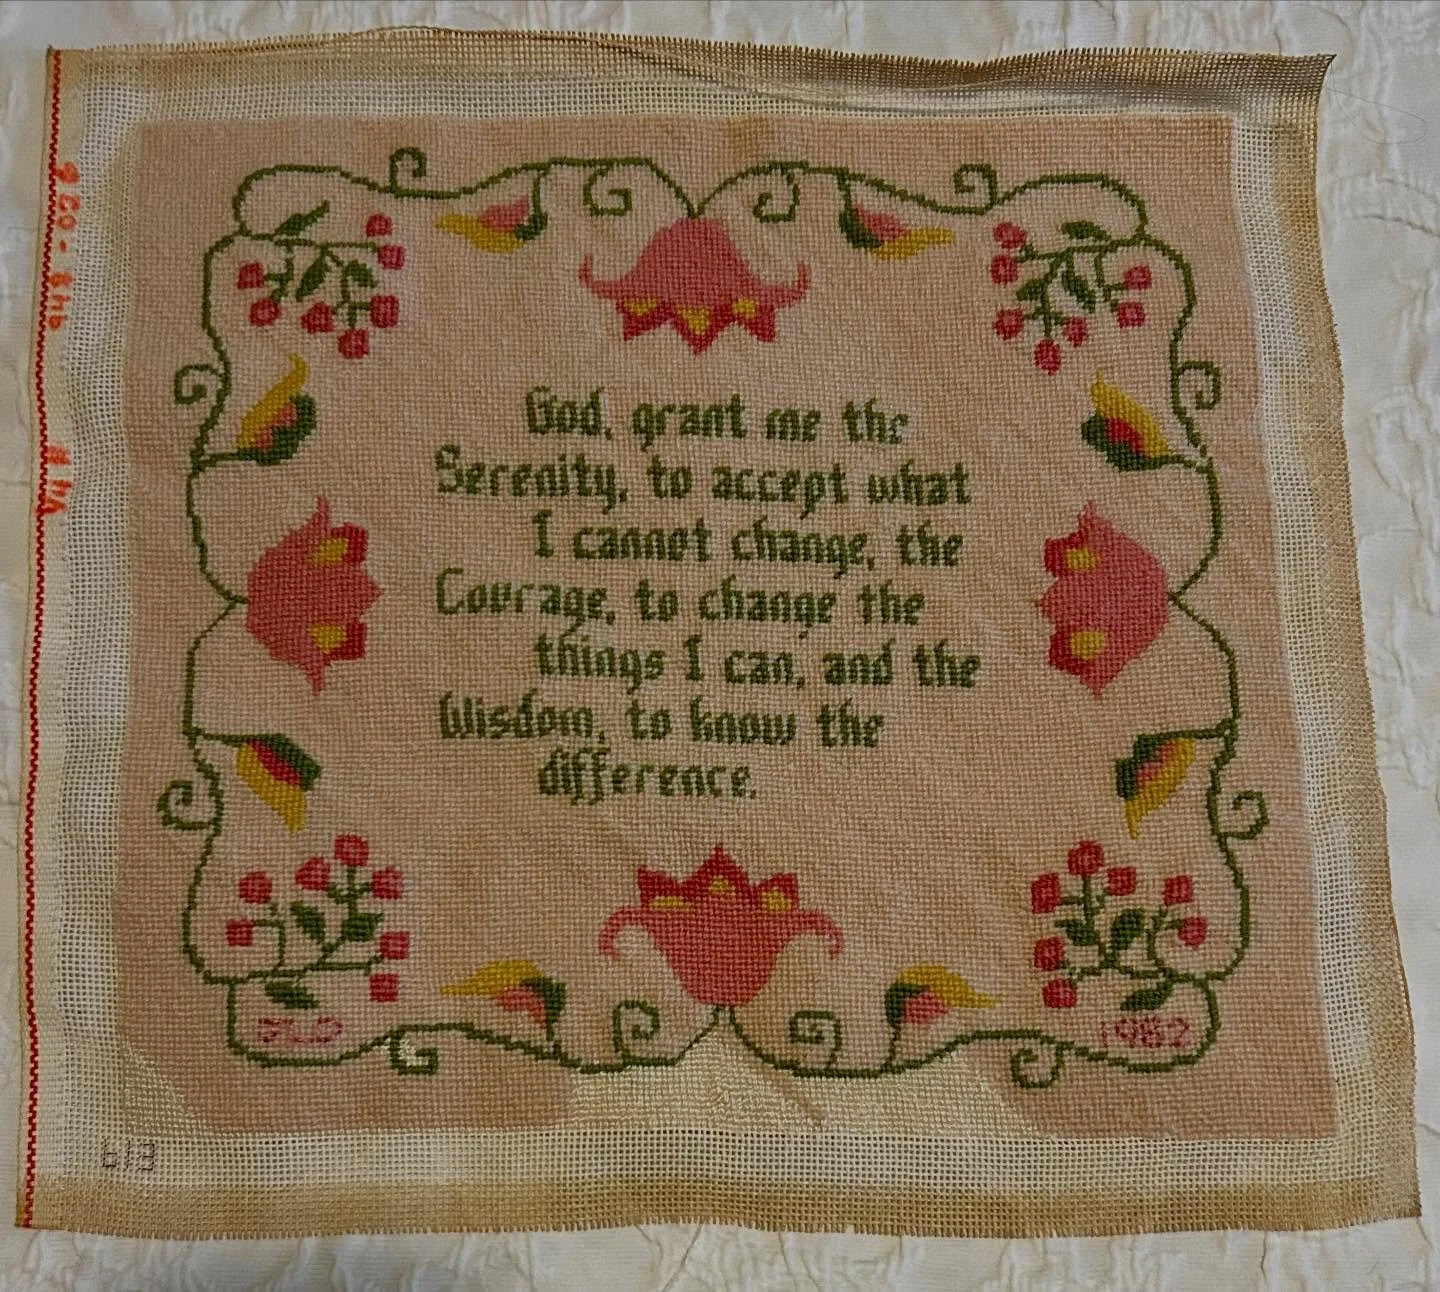 God, grant me the
Serenity, to accept what
I cannot change, the
Courage, to change the
things I can, and the
Wisdom, to know the
difference.
JLD
1982